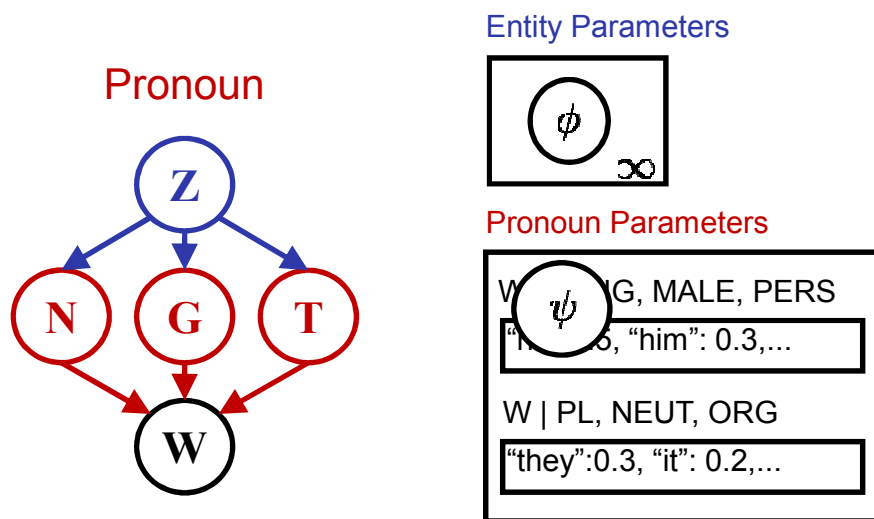 Entity Parameters
Pronoun
ϕ
∞
Z
Pronoun Parameters
W G, MALE, PERS
N G T
ψ
5, “him”: 0.3,...
W | PL, NEUT, ORG
W
“they”:0.3, “it”: 0.2,...